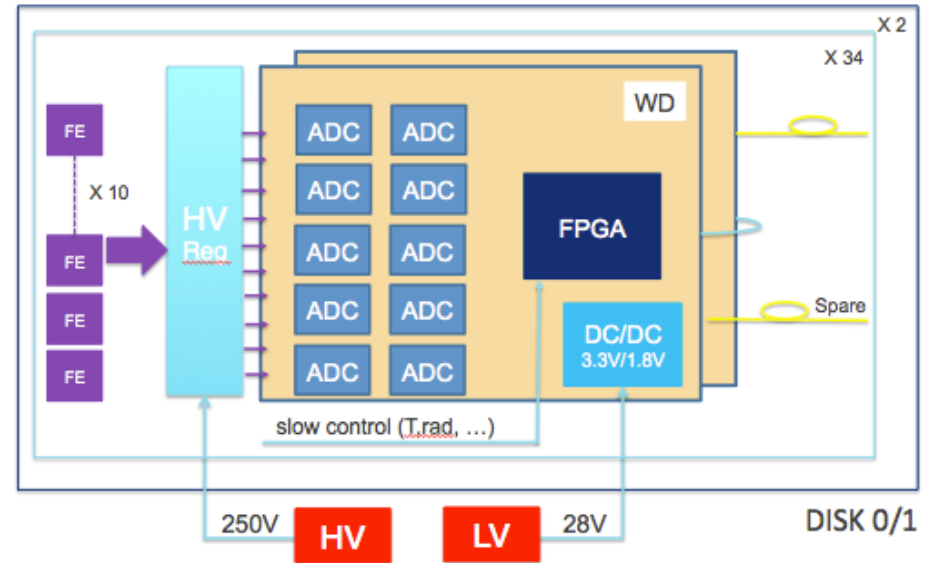 X 2
X 34
WD
FE
ADC ADC
X 10
ADC ADC
HV
Reg
FPGA
FE
ADC ADC
FE
ADC ADC
Spare
DC/DC
3.3V/1.8V
FE
ADC ADC
slow control (T,rad, …)
250V
HV
LV
28V
DISK 0/1